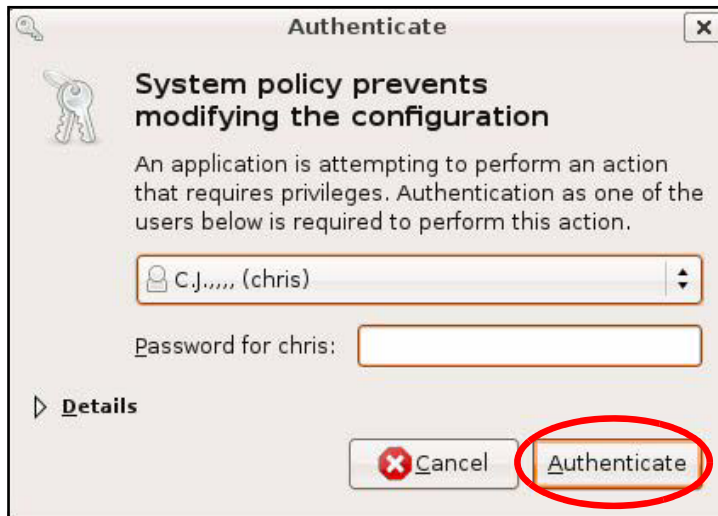 Authenticate
System policy prevents
modifying the configuration
An application is attempting to perform an action
that requires privileges. Authentication as one of the
users below is required to perform this action.
C.J.,,,, (chris)
Password for chris:
Details
Cancel
Authenticate